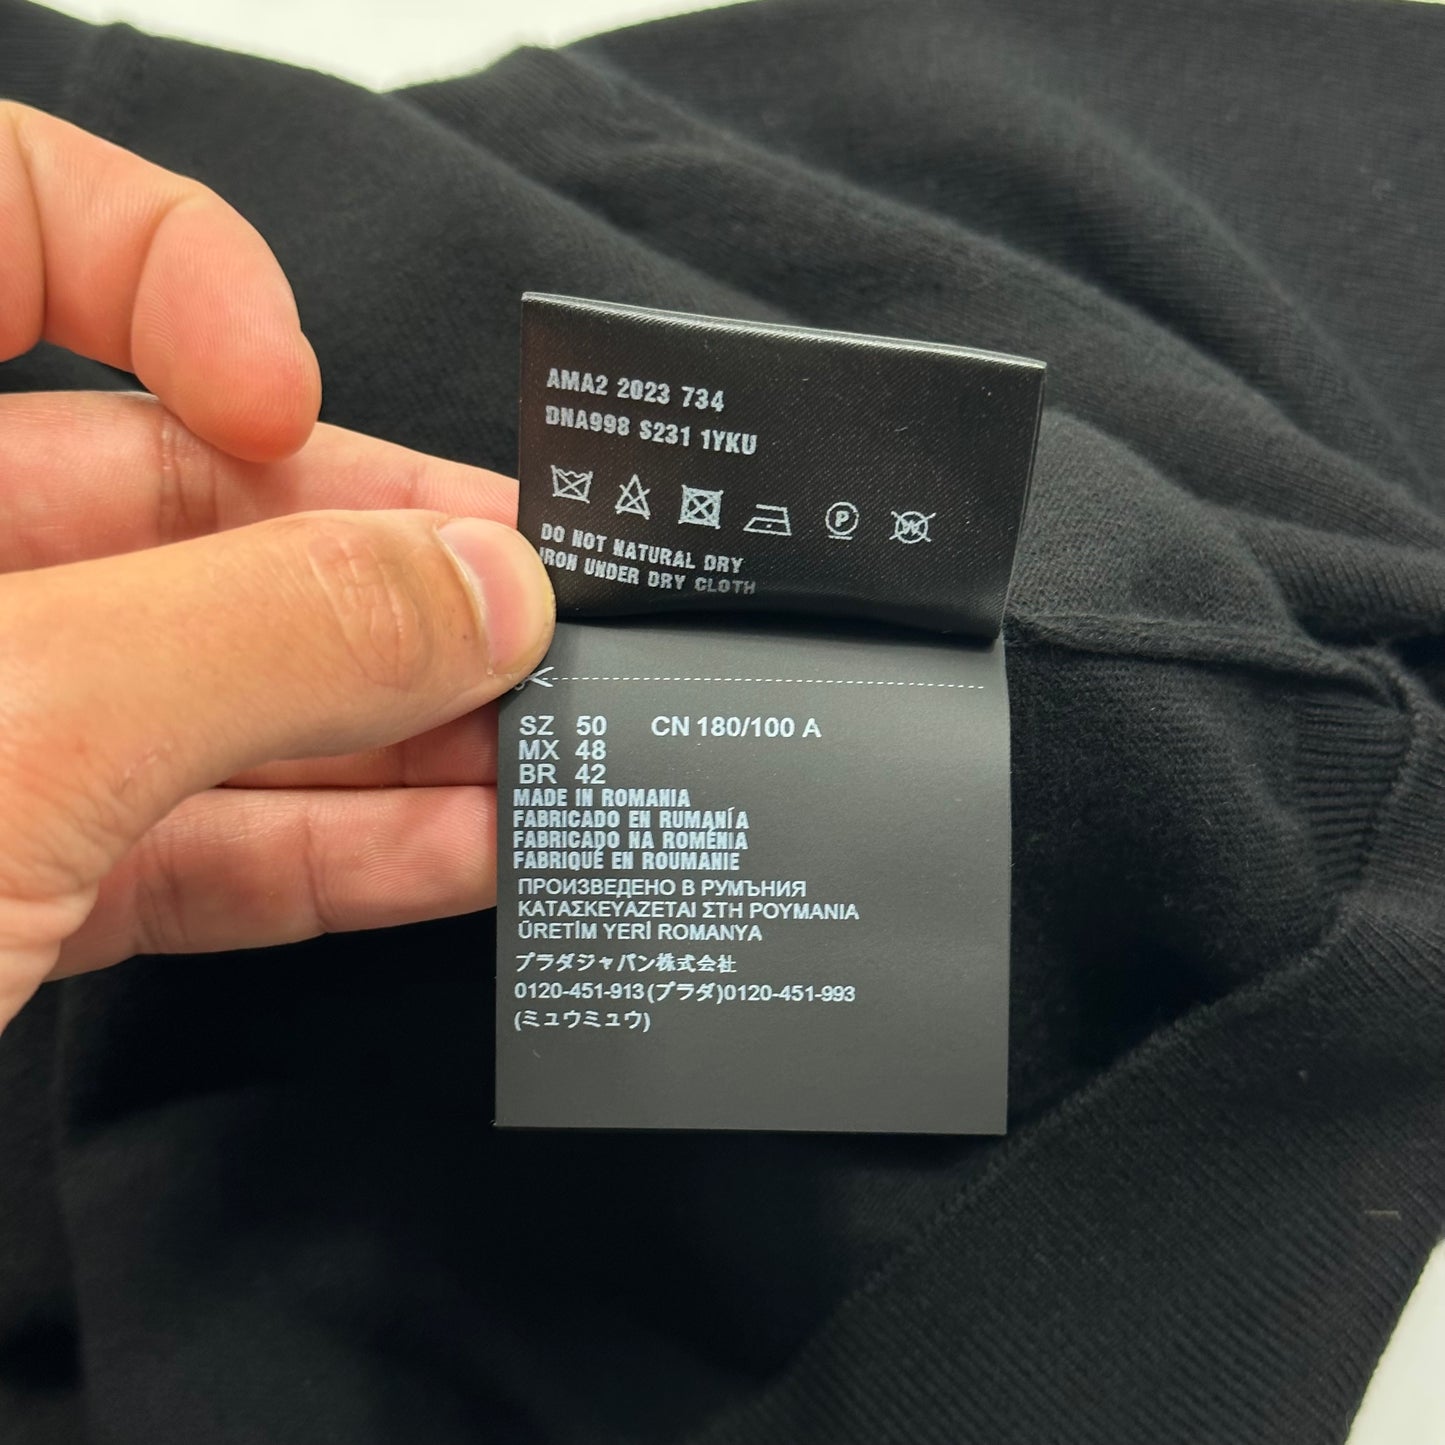 AMA2 2023 734
DNA998 S231 1YKU
P W
DO NOT NATURAL DRY
IRON UNDER DRY CLOTH
SZ 50 CN 180/100 A
MX 48
BR 42
MADE IN ROMANIA
FABRICADO EN RUMANÍA
FABRICADO NA ROMÉNIA
FABRIQUÉ EN ROUMANIE
ПРОИЗВЕДЕНО В РУМЪНИЯ
ΚΑΤΑΣΚΕΥΑΖΕΤΑΙ ΣΤΗ ΡΟΥΜΑΝΙΑ
ÜRETİM YERİ ROMANYA
プラダジャパン株式会社
0120-451-913(プラダ)0120-451-993
(ミュウミュウ)